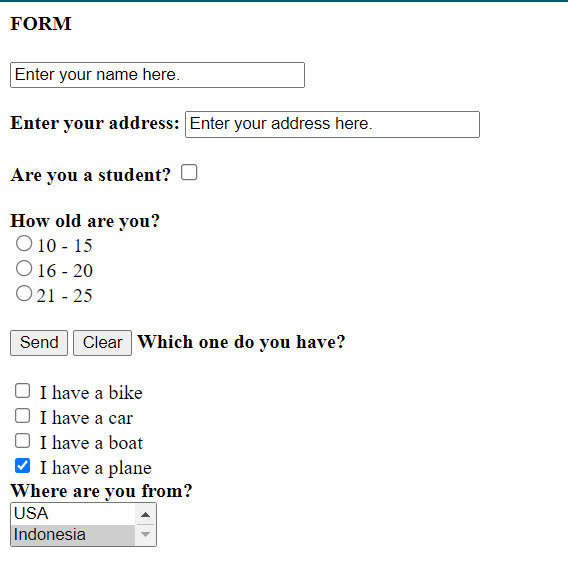 FORM
Enter your name here.
Enter your address: Enter your address here.
Are you a student?
How old are you?
10 - 15
16 - 20
21 - 25
Send Clear Which one do you have?
I have a bike
I have a car
I have a boat
I have a plane
Where are you from?
USA
Indonesia